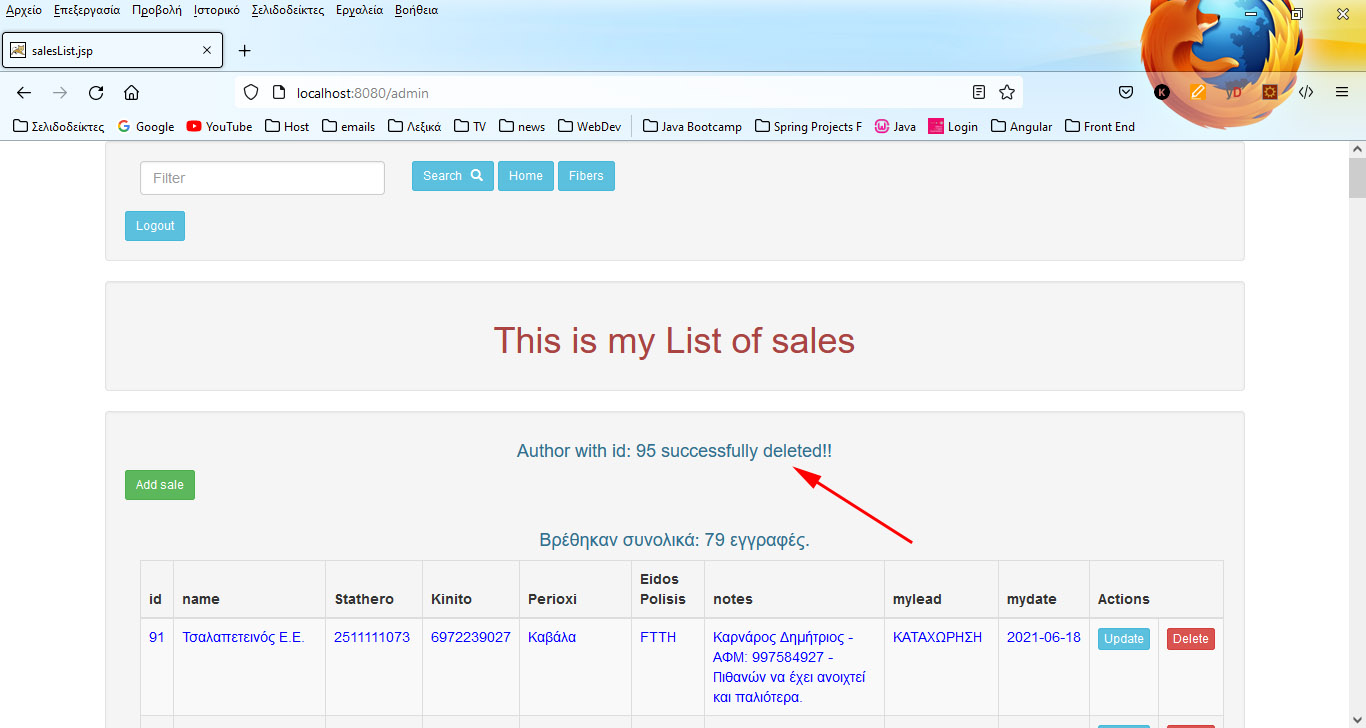 Αρχείο Επεξεργασία Προβολή Ιστορικό Σελιδοδείκτες Εργαλεία Βοήθεια
salesList.jsp
localhost:8080/admin
Σελιδοδείκτες Google YouTube Host emails Λεξικά TV news WebDev Java Bootcamp Spring Projects F Java Login Angular Front End
Filter Search Home Fibers
Logout
This is my List of sales
Author with id: 95 successfully deleted!!
Add sale
Βρέθηκαν συνολικά: 79 εγγραφές.
id name Stathero Kinito Perioxi Eidos Polisis notes mylead mydate Actions
91 Τσαλαπετεινός Ε.Ε. 2511111073 6972239027 Καβάλα FTTH Καρνάρος Δημήτριος - ΚΑΤΑΧΩΡΗΣΗ 2021-06-18 Update Delete
ΑΦΜ: 997584927 -
Πιθανών να έχει ανοιχτεί
και παλιότερα.